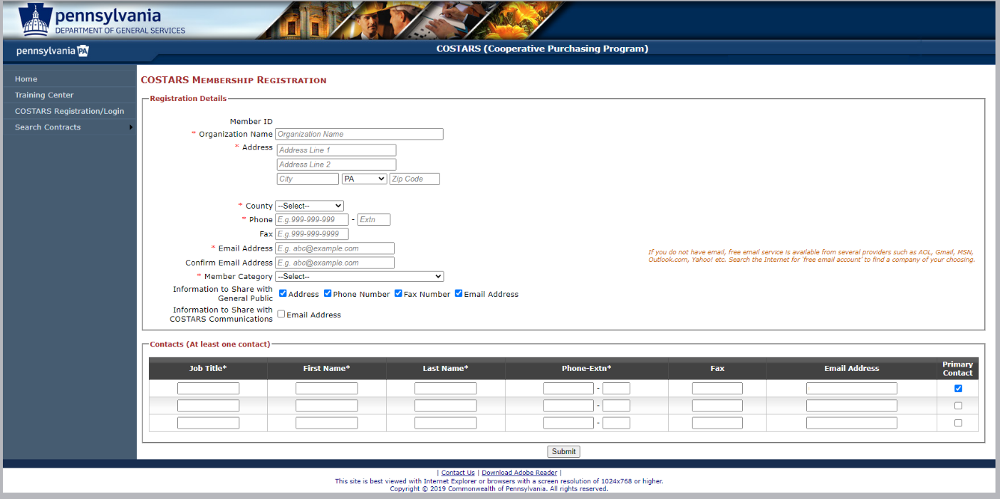 pennsylvania
DEPARTMENT OF GENERAL SERVICES
pennsylvania PA
COSTARS (Cooperative Purchasing Program)
Home
Training Center
COSTARS Registration/Login
Search Contracts
COSTARS MEMBERSHIP REGISTRATION
Registration Details
Member ID
* Organization Name Organization Name
* Address Address Line 1
Address Line 2
City PA Zip Code
* County --Select--
* Phone E.g.999-999-999 - Extn
Fax E.g.999-999-9999
* Email Address E.g. abc@example.com
If you do not have email, free email service is available from several providers such as AOL, Gmail, MSN,
Outlook.com, Yahoo! etc. Search the Internet for 'free email account' to find a company of your choosing.
Confirm Email Address E.g. abc@example.com
* Member Category --Select--
Information to Share with
General Public
Address Phone Number Fax Number Email Address
Information to Share with
COSTARS Communications
Email Address
Contacts (At least one contact)
Job Title* First Name* Last Name* Phone-Extn* Fax Email Address Primary
Contact
-
-
-
Submit
| Contact Us | Download Adobe Reader |
This site is best viewed with Internet Explorer or browsers with a screen resolution of 1024x768 or higher.
Copyright © 2019 Commonwealth of Pennsylvania. All rights reserved.